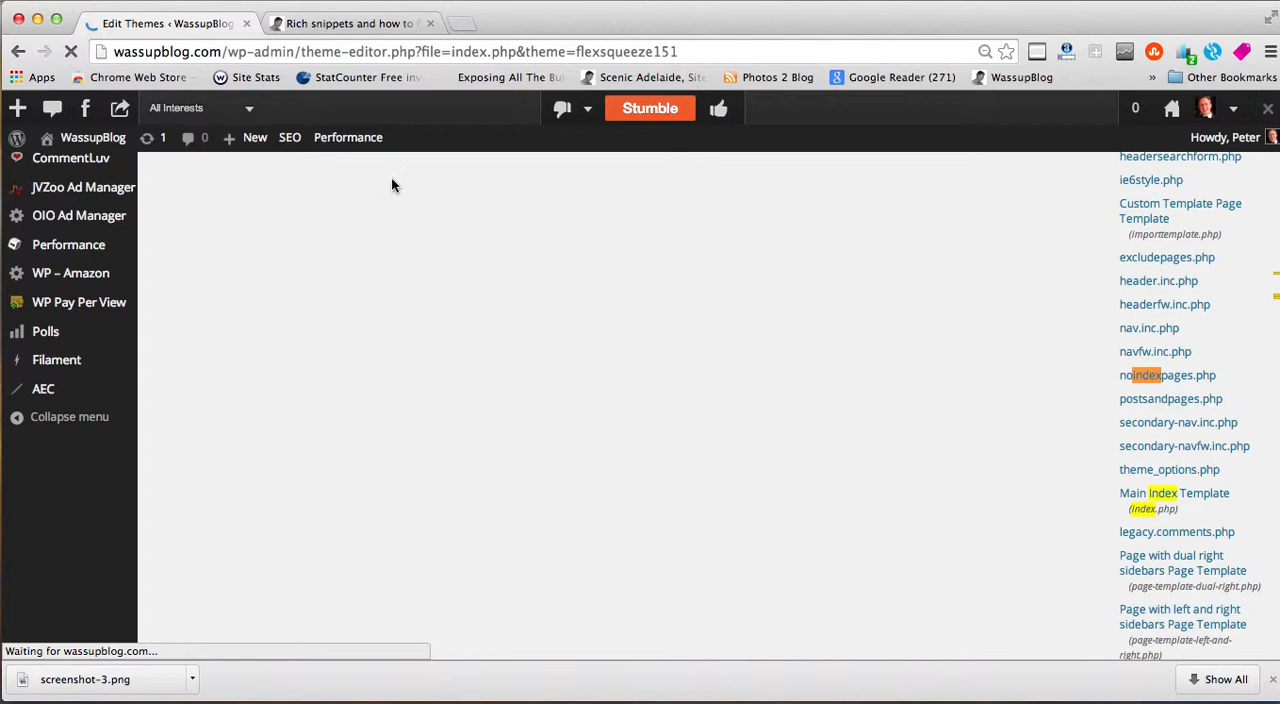 Edit Themes ‹ WassupBlog
Rich snippets and how to f
wassupblog.com/wp-admin/theme-editor.php?file=index.php&theme=flexsqueeze151
Apps Chrome Web Store Site Stats StatCounter Free inv Exposing All The Bu Scenic Adelaide, Site Photos 2 Blog Google Reader (271) WassupBlog » Other Bookmarks
All Interests Stumble 0
WassupBlog 1 0 New SEO Performance Howdy, Peter
CommentLuv
JVZoo Ad Manager
OIO Ad Manager
Performance
WP – Amazon
WP Pay Per View
Polls
Filament
AEC
Collapse menu
headersearchform.php
ie6style.php
Custom Template Page
Template
(importtemplate.php)
excludepages.php
header.inc.php
headerfw.inc.php
nav.inc.php
navfw.inc.php
noindexpages.php
postsandpages.php
secondary-nav.inc.php
secondary-navfw.inc.php
theme_options.php
Main Index Template
(index.php)
legacy.comments.php
Page with dual right
sidebars Page Template
(page-template-dual-right.php)
Page with left and right
sidebars Page Template
(page-template-left-and-
right.php)
Waiting for wassupblog.com...
screenshot-3.png
Show All